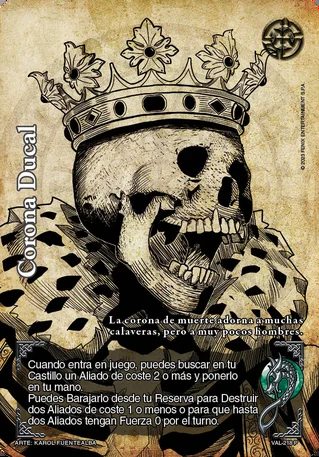 © 2023 FENIX ENTERTAINMENT S.P.A
Corona Ducal
La corona de muerte adorna a muchas
calaveras, pero a muy pocos hombres.
Cuando entra en juego, puedes buscar en tu
Castillo un Aliado de coste 2 o más y ponerlo
en tu mano.
Puedes Barajarlo desde tu Reserva para Destruir
dos Aliados de Coste 1 o menos o para que hasta
dos Aliados tengan Fuerza 0 por el turno.
ARTE: KAROL FUENTEALBA